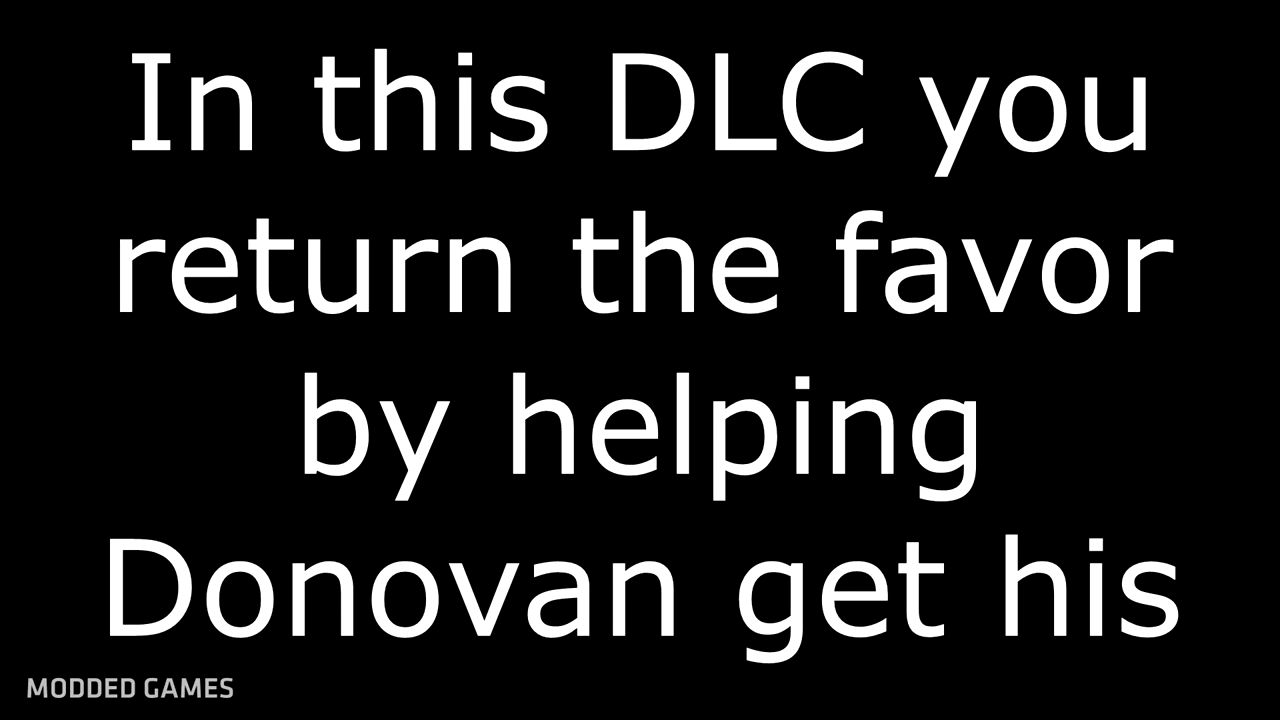 In this DLC you
return the favor
by helping
Donovan get his
MODDED GAMES